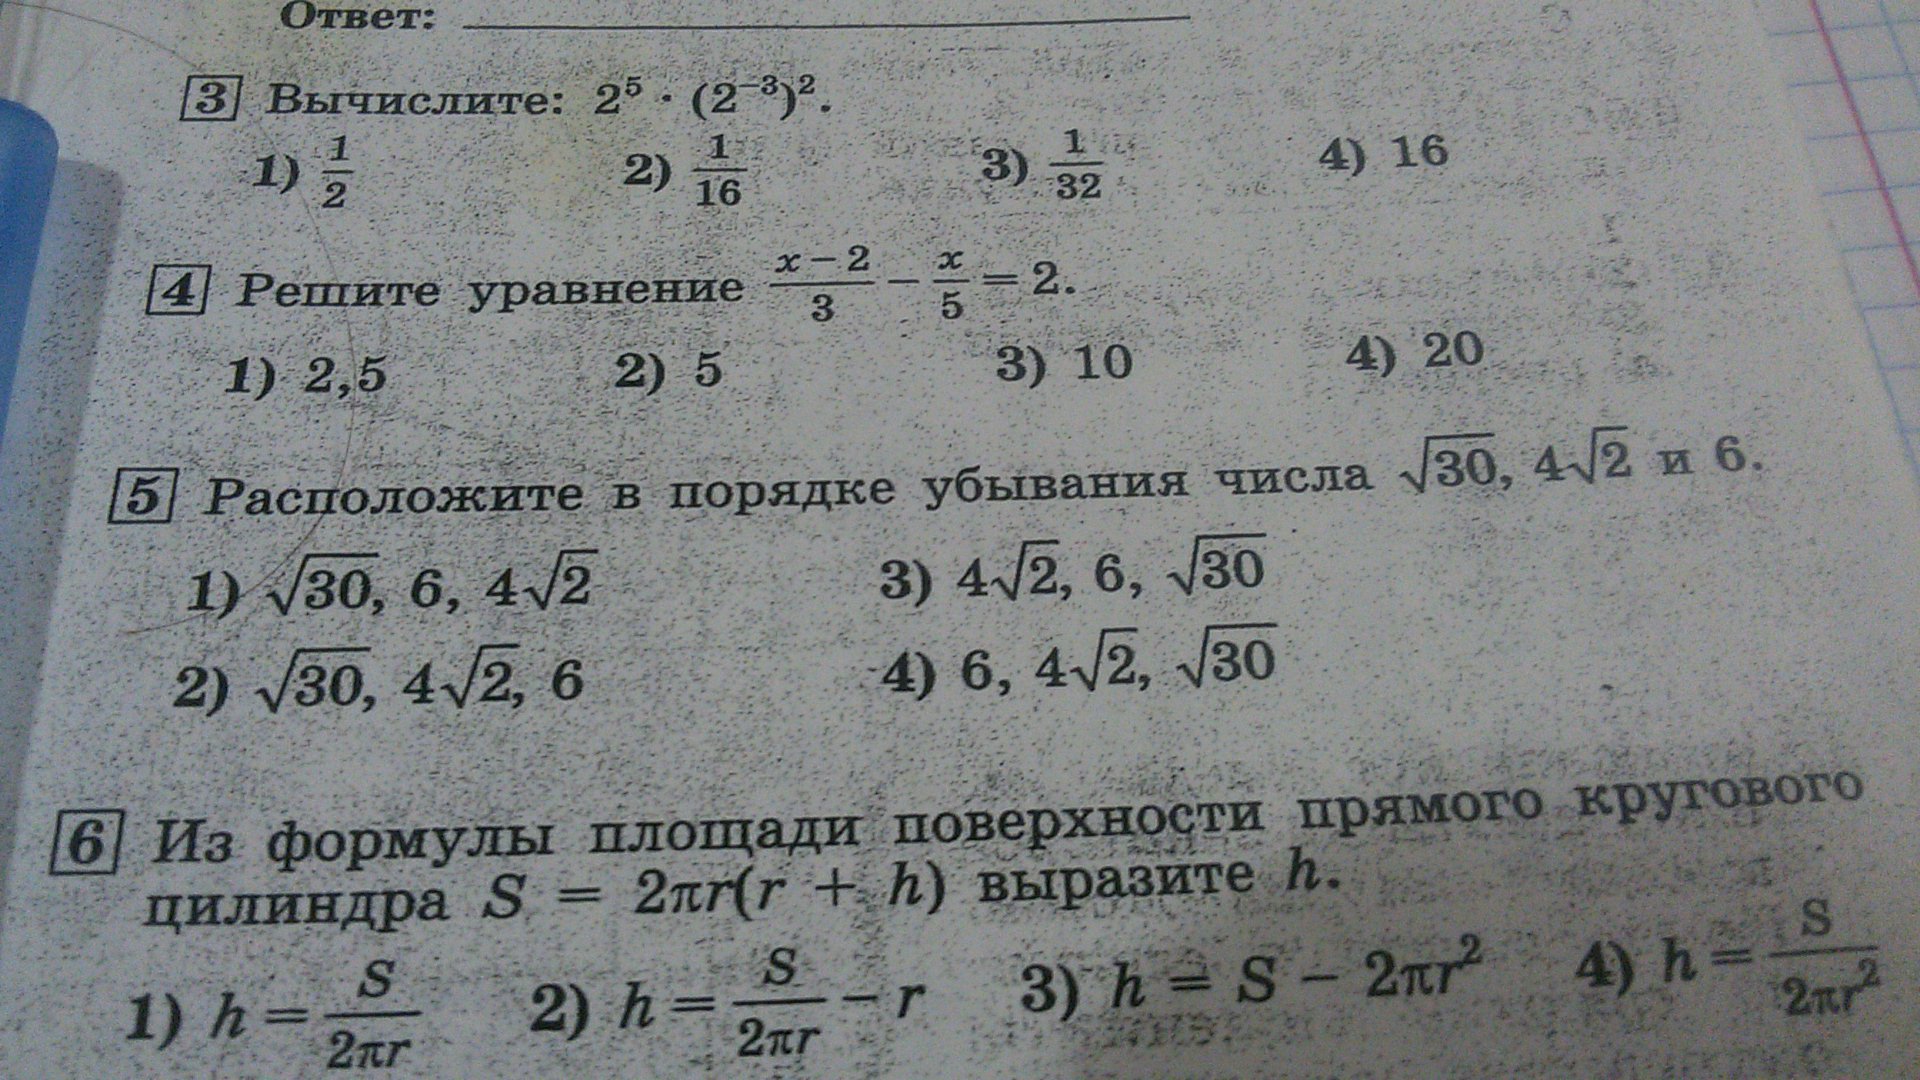 Ответ:
3 Вычислите: 2⁵ · (2⁻³)².
1) 1/2 2) 1/16 3) 1/32 4) 16
4 Решите уравнение (x − 2)/3 − x/5 = 2.
1) 2,5 2) 5 3) 10 4) 20
5 Расположите в порядке убывания числа √30, 4√2 и 6.
1) √30, 6, 4√2 3) 4√2, 6, √30
2) √30, 4√2, 6 4) 6, 4√2, √30
6 Из формулы площади поверхности прямого кругового
цилиндра S = 2πr(r + h) выразите h.
1) h = S/2πr 2) h = S/2πr − r 3) h = S − 2πr² 4) h = S/2πr²